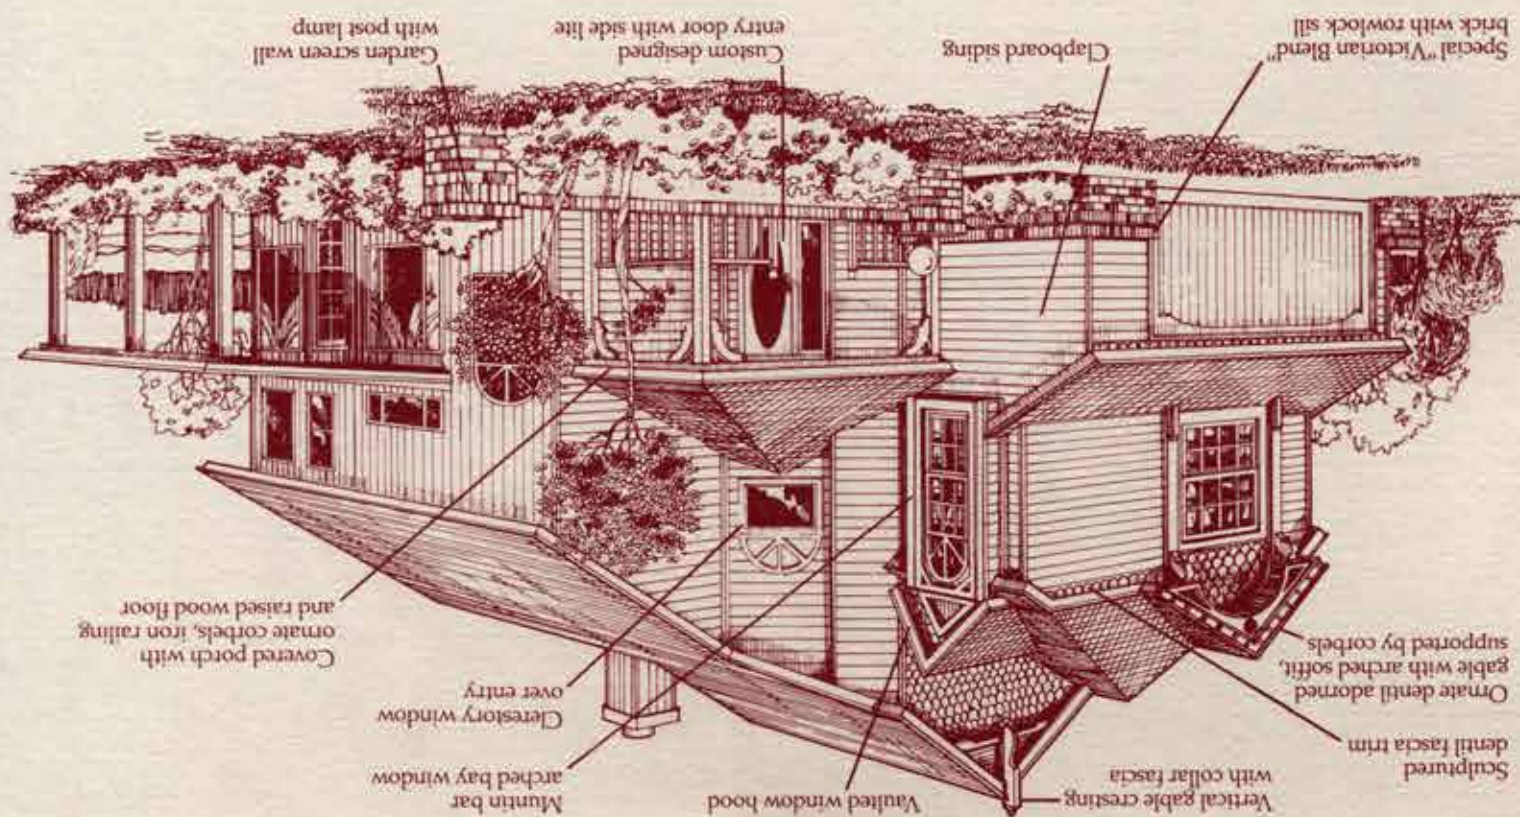 Vertical gable cresting
with collar fascia
Vaulted window hood
Muntin bar
arched bay window
Sculptured
dentil fascia trim
Clerestory window
over entry
Ornate dentil adorned
gable with arched soffit,
supported by corbels
Covered porch with
ornate corbels, iron railing
and raised wood floor
Special "Victorian Blend"
brick with rowlock sill
Clapboard siding
Custom designed
entry door with side lite
Garden screen wall
with post lamp